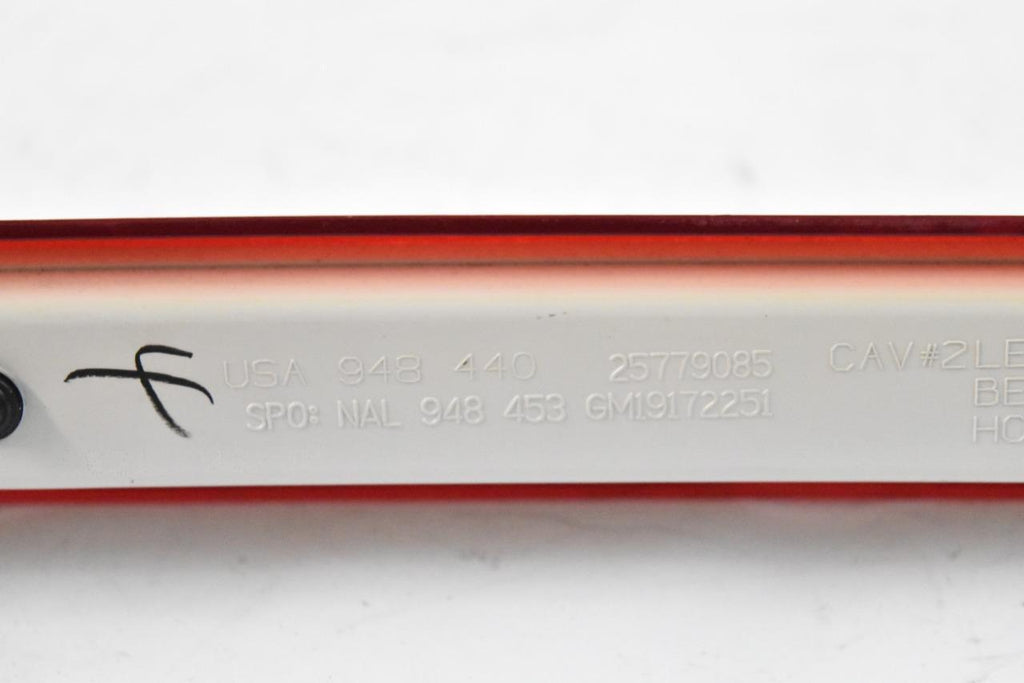 USA 948 440 25779085
SPO: NAL 948 453 GM19172251
CAV#2LE
BE
HO